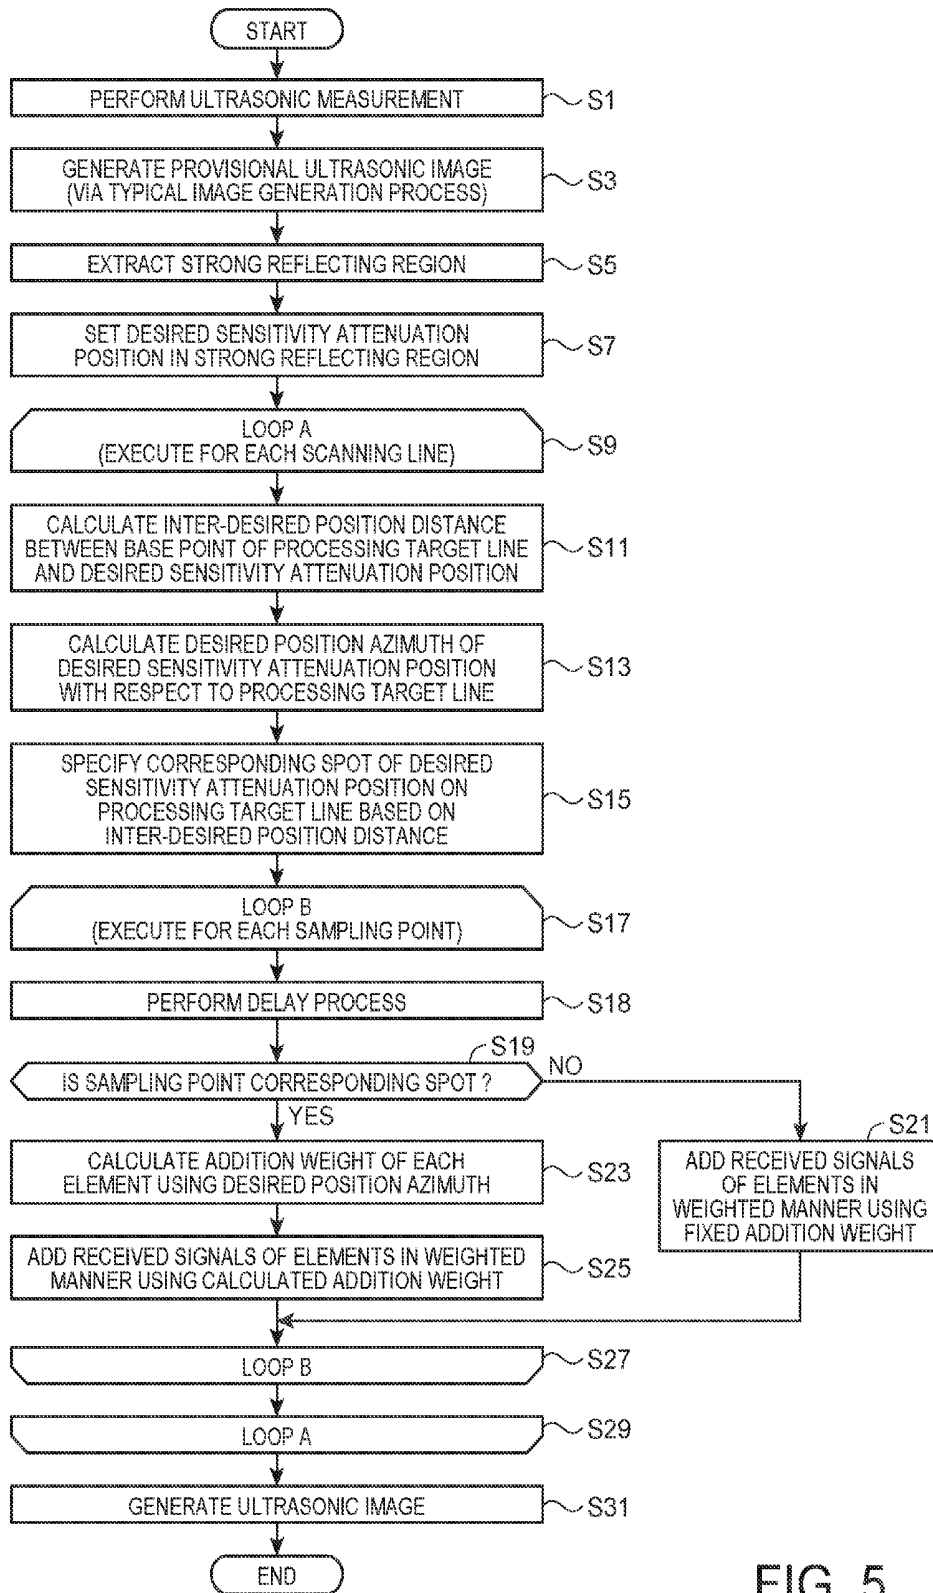 START
PERFORM ULTRASONIC MEASUREMENT
S1
GENERATE PROVISIONAL ULTRASONIC IMAGE
(VIA TYPICAL IMAGE GENERATION PROCESS)
S3
EXTRACT STRONG REFLECTING REGION
S5
SET DESIRED SENSITIVITY ATTENUATION
POSITION IN STRONG REFLECTING REGION
S7
LOOP A
(EXECUTE FOR EACH SCANNING LINE)
S9
CALCULATE INTER-DESIRED POSITION DISTANCE
BETWEEN BASE POINT OF PROCESSING TARGET LINE
AND DESIRED SENSITIVITY ATTENUATION POSITION
S11
CALCULATE DESIRED POSITION AZIMUTH OF
DESIRED SENSITIVITY ATTENUATION POSITION
WITH RESPECT TO PROCESSING TARGET LINE
S13
SPECIFY CORRESPONDING SPOT OF DESIRED
SENSITIVITY ATTENUATION POSITION ON
PROCESSING TARGET LINE BASED ON
INTER-DESIRED POSITION DISTANCE
S15
LOOP B
(EXECUTE FOR EACH SAMPLING POINT)
S17
PERFORM DELAY PROCESS
S18
S19
IS SAMPLING POINT CORRESPONDING SPOT ?
NO
YES
S21
ADD RECEIVED SIGNALS
OF ELEMENTS IN
WEIGHTED MANNER USING
FIXED ADDITION WEIGHT
CALCULATE ADDITION WEIGHT OF EACH
ELEMENT USING DESIRED POSITION AZIMUTH
S23
ADD RECEIVED SIGNALS OF ELEMENTS IN WEIGHTED
MANNER USING CALCULATED ADDITION WEIGHT
S25
LOOP B
S27
LOOP A
S29
GENERATE ULTRASONIC IMAGE
S31
END
FIG. 5